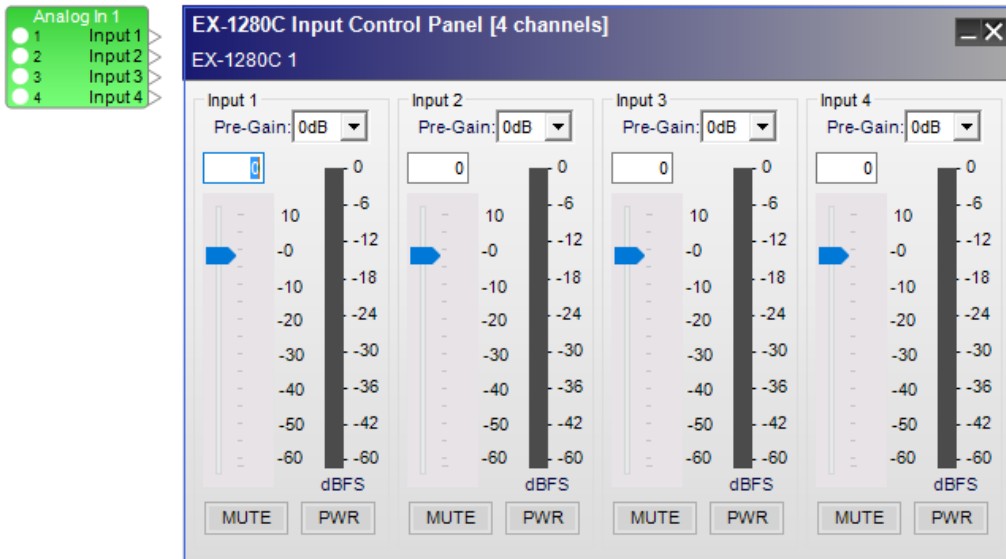 Analog In 1
1 Input 1
2 Input 2
3 Input 3
4 Input 4
EX-1280C Input Control Panel [4 channels]
EX-1280C 1
Input 1 Input 2 Input 3 Input 4
Pre-Gain: 0dB Pre-Gain: 0dB Pre-Gain: 0dB Pre-Gain: 0dB
0 0 0 0 0 0 0 0
-6 -6 -6 -6
10 10 10 10
-12 -12 -12 -12
-0 -0 -0 -0
-18 -18 -18 -18
-10 -10 -10 -10
-24 -24 -24 -24
-20 -20 -20 -20
-30 -30 -30 -30 -30 -30 -30 -30
-40 -36 -40 -36 -40 -36 -40 -36
-50 -42 -50 -42 -50 -42 -50 -42
-60 -60 -60 -60 -60 -60 -60 -60
dBFS dBFS dBFS dBFS
MUTE PWR MUTE PWR MUTE PWR MUTE PWR